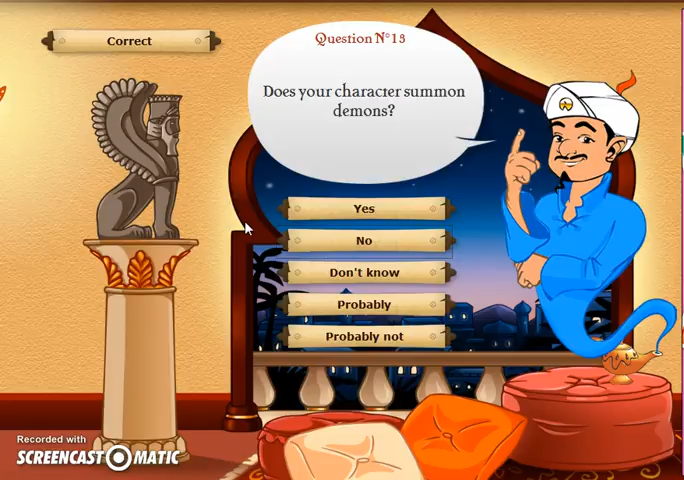 Correct
Question N°13
Does your character summon
demons?
Yes
No
Don't know
Probably
Probably not
Recorded with
SCREENCAST MATIC